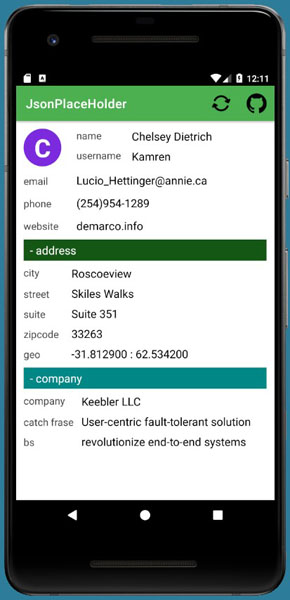 12:11
JsonPlaceHolder
C
name Chelsey Dietrich
username Kamren
email Lucio_Hettinger@annie.ca
phone (254)954-1289
website demarco.info
- address
city Roscoeview
street Skiles Walks
suite Suite 351
zipcode 33263
geo -31.812900 : 62.534200
- company
company Keebler LLC
catch frase User-centric fault-tolerant solution
bs revolutionize end-to-end systems